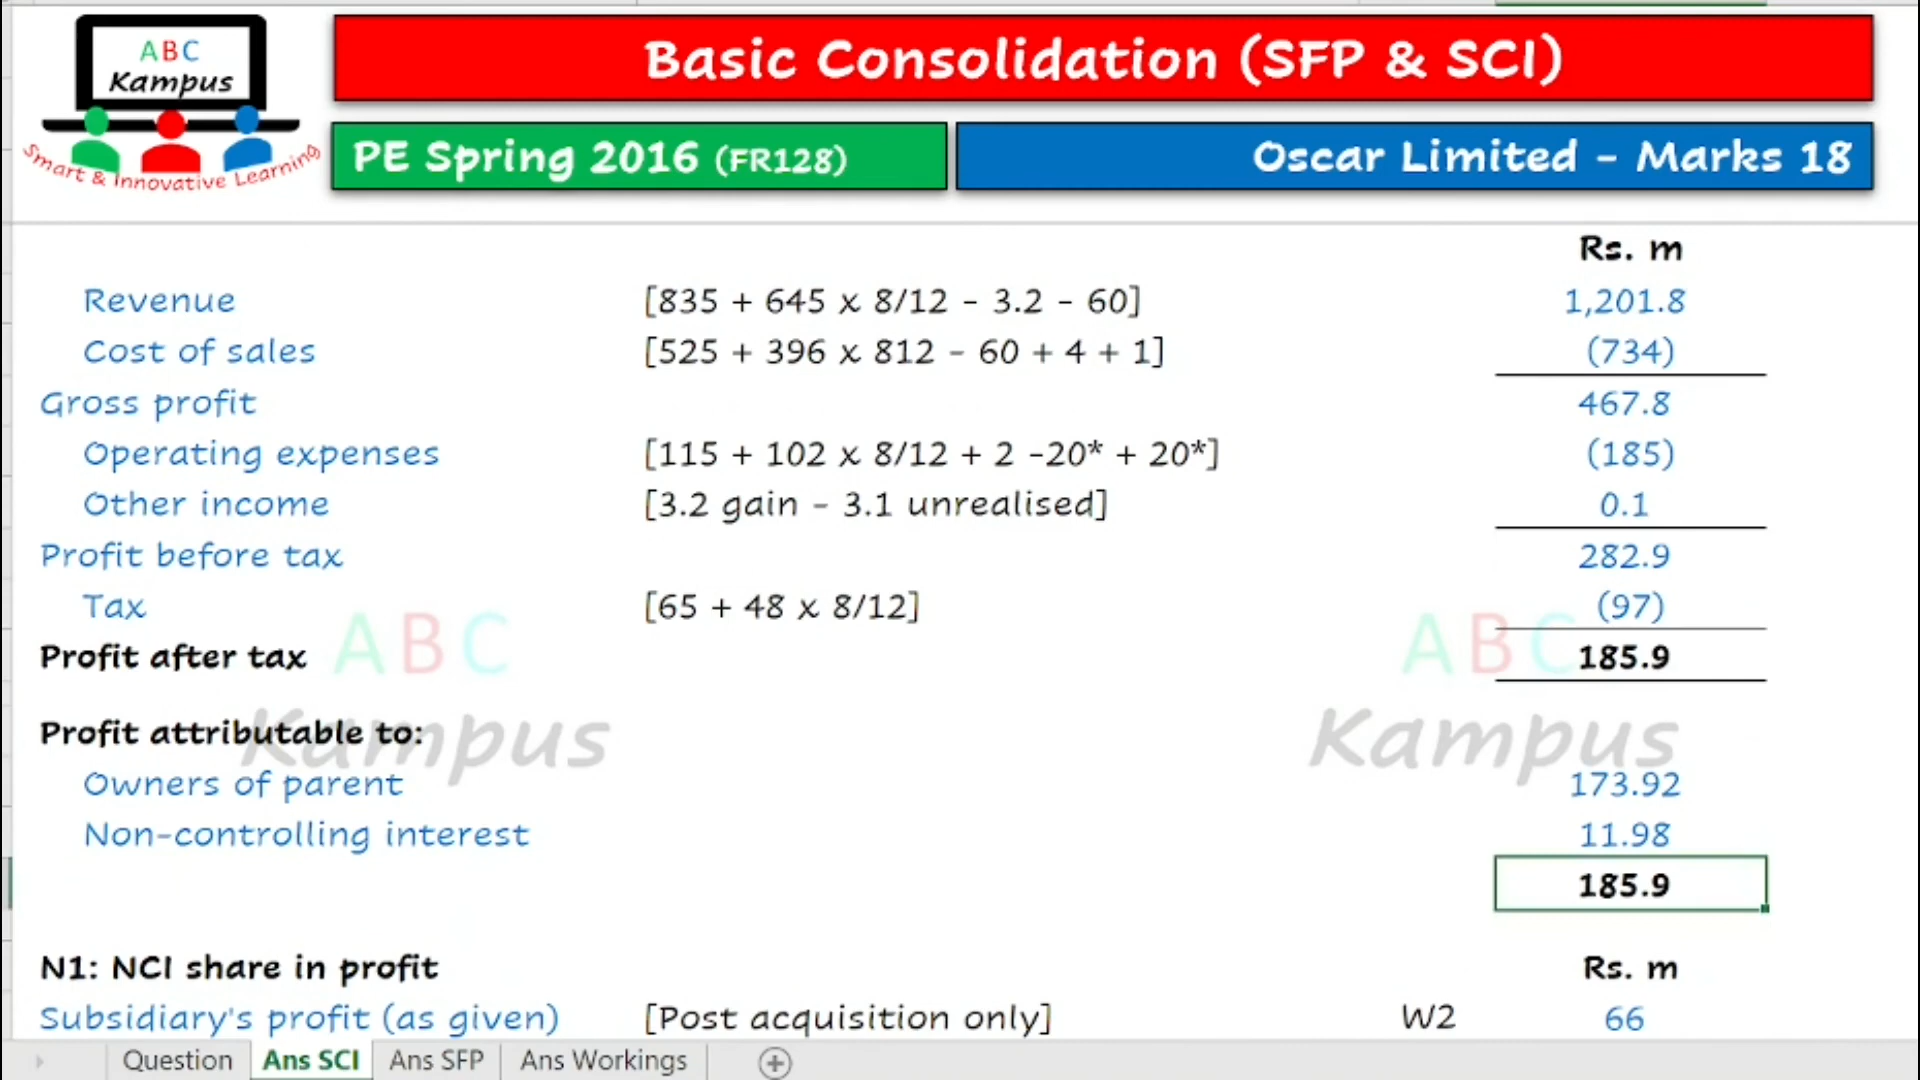 ABC
Kampus
Smart & Innovative Learning
Basic Consolidation (SFP & SCI)
PE Spring 2016 (FR128)
Oscar Limited - Marks 18
Rs. m
Revenue [835 + 645 x 8/12 - 3.2 - 60] 1,201.8
Cost of sales [525 + 396 x 812 - 60 + 4 + 1] (734)
Gross profit 467.8
Operating expenses [115 + 102 x 8/12 + 2 -20* + 20*] (185)
Other income [3.2 gain - 3.1 unrealised] 0.1
Profit before tax 282.9
Tax [65 + 48 x 8/12] (97)
Profit after tax 185.9
ABC ABC
Kampus Kampus
Profit attributable to:
Owners of parent 173.92
Non-controlling interest 11.98
185.9
N1: NCI share in profit Rs. m
Subsidiary's profit (as given) [Post acquisition only] W2 66
Question Ans SCI Ans SFP Ans Workings